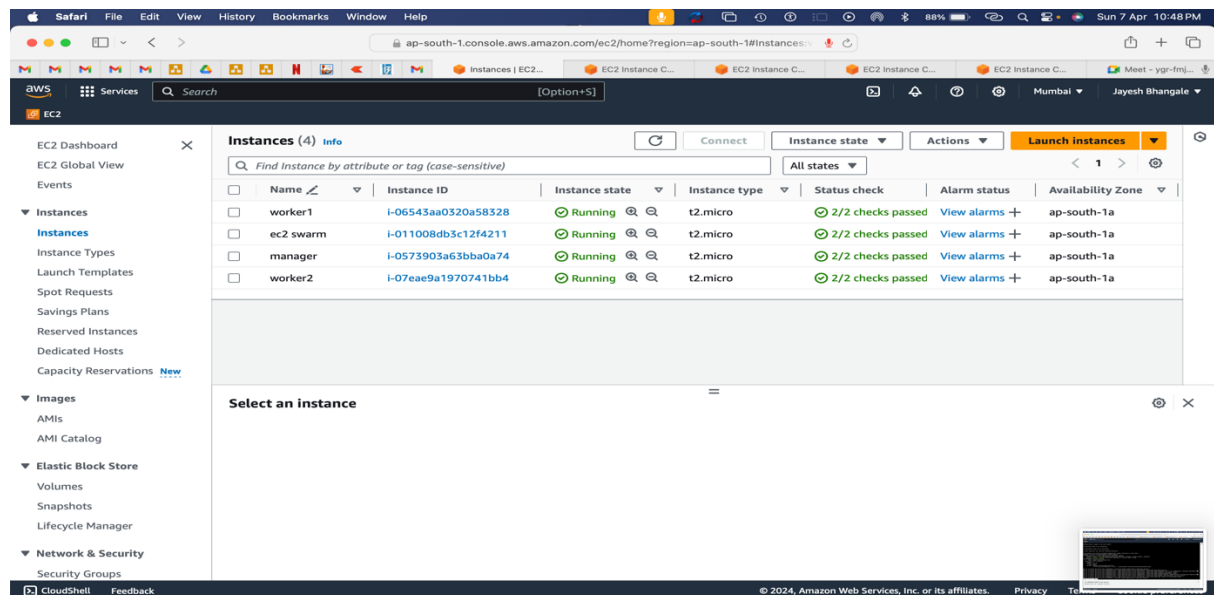 Safari File Edit View History Bookmarks Window Help 88% Sun 7 Apr 10:48 PM
ap-south-1.console.aws.amazon.com/ec2/home?region=ap-south-1#Instances:
Instances | EC2... EC2 Instance C... EC2 Instance C... EC2 Instance C... EC2 Instance C... Meet - ygr-fmj...
aws Services Search [Option+S] Mumbai Jayesh Bhangale
EC2
EC2 Dashboard
EC2 Global View
Events
Instances
Instances
Instance Types
Launch Templates
Spot Requests
Savings Plans
Reserved Instances
Dedicated Hosts
Capacity Reservations New
Images
AMIs
AMI Catalog
Elastic Block Store
Volumes
Snapshots
Lifecycle Manager
Network & Security
Security Groups
Instances (4) Info Connect Instance state Actions Launch instances
Find Instance by attribute or tag (case-sensitive) All states 1
Name Instance ID Instance state Instance type Status check Alarm status Availability Zone
worker1 i-06543aa0320a58328 Running t2.micro 2/2 checks passed View alarms ap-south-1a
ec2 swarm i-011008db3c12f4211 Running t2.micro 2/2 checks passed View alarms ap-south-1a
manager i-0573903a63bba0a74 Running t2.micro 2/2 checks passed View alarms ap-south-1a
worker2 i-07eae9a1970741bb4 Running t2.micro 2/2 checks passed View alarms ap-south-1a
Select an instance
CloudShell Feedback © 2024, Amazon Web Services, Inc. or its affiliates. Privacy